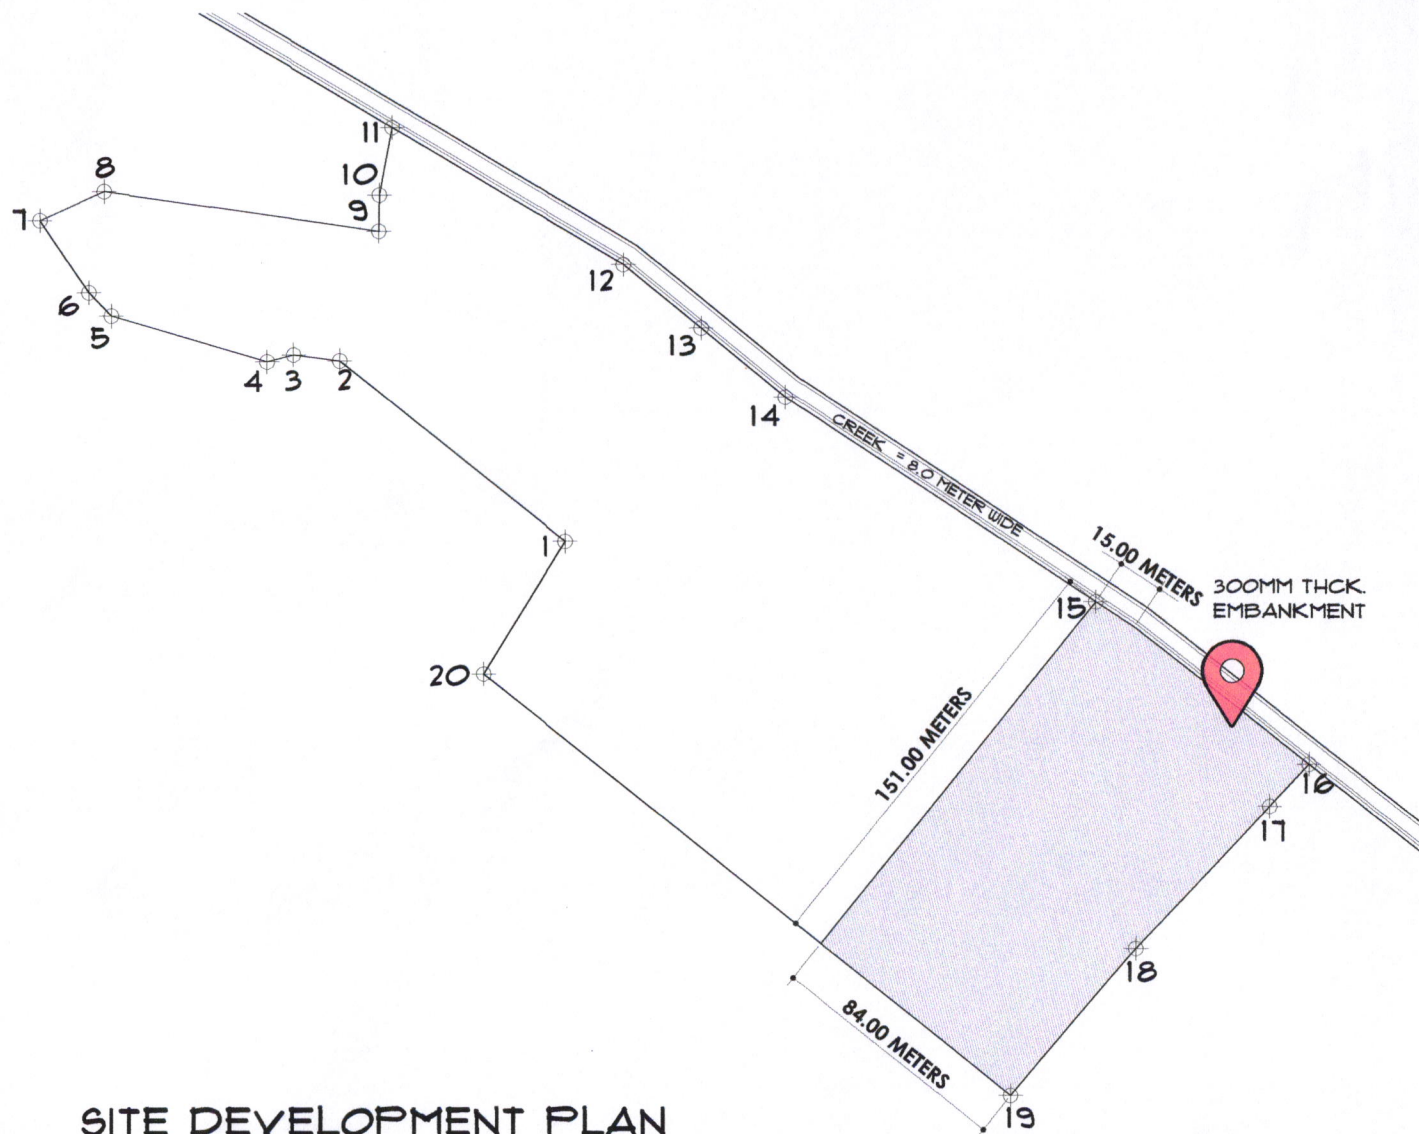 11
8
10
9
7
12
6
5
13
4
3
2
14
CREEK = 8.0 METER WIDE
1
15.00 METERS
300MM THCK.
EMBANKMENT
15
20
151.00 METERS
16
17
18
84.00 METERS
19
SITE DEVELOPMENT PLAN